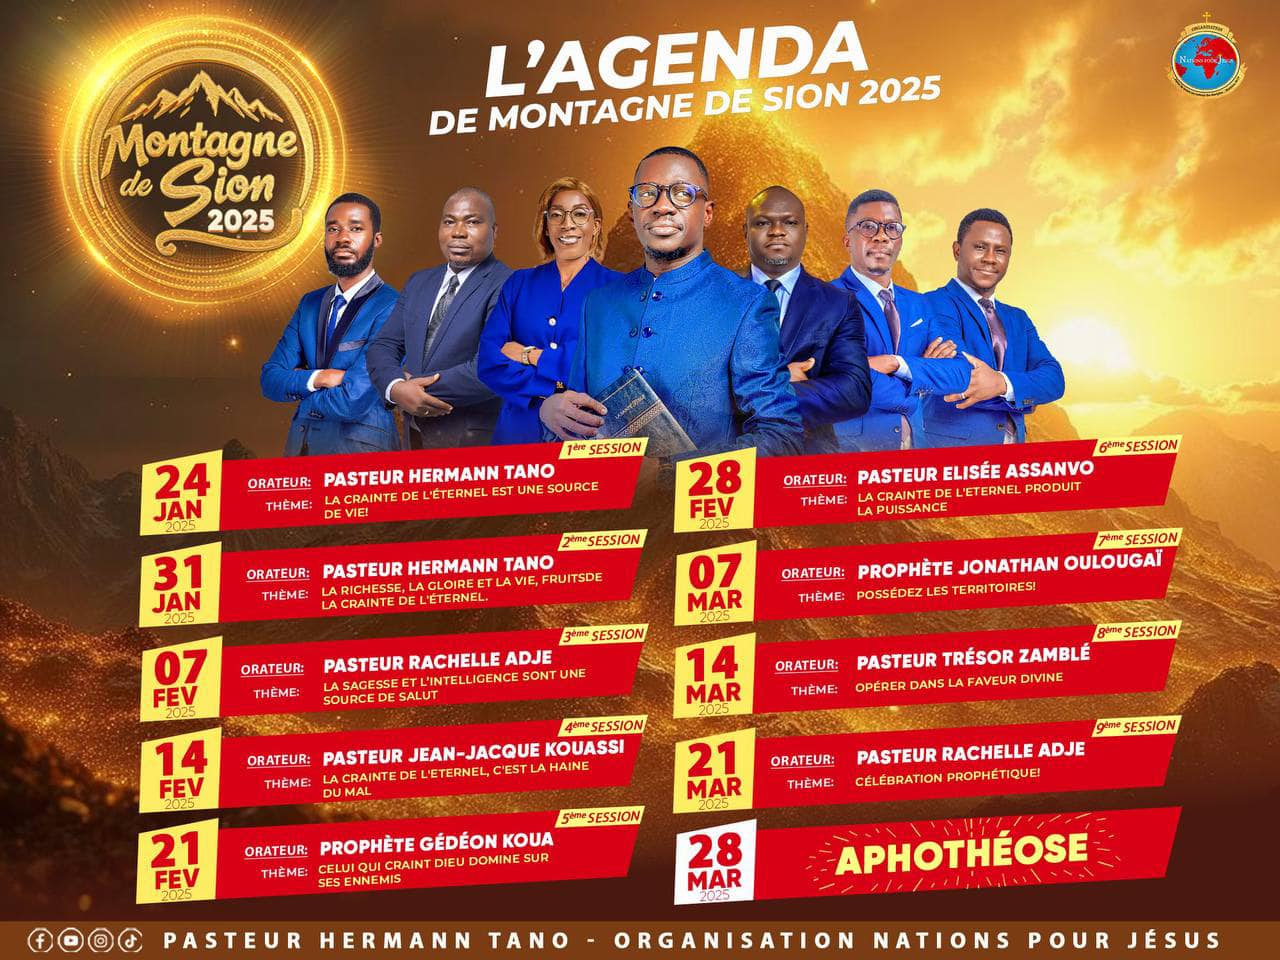 L'AGENDA
DE MONTAGNE DE SION 2025
Montagne
de Sion
2025
ORGANISATION
NATIONS POUR JÉSUS
1ère SESSION
24
JAN
2025
ORATEUR: PASTEUR HERMANN TANO
THÈME: LA CRAINTE DE L'ÉTERNEL EST UNE SOURCE
DE VIE!
2ème SESSION
31
JAN
2025
ORATEUR: PASTEUR HERMANN TANO
THÈME: LA RICHESSE, LA GLOIRE ET LA VIE, FRUITSDE
LA CRAINTE DE L'ÉTERNEL.
3ème SESSION
07
FEV
2025
ORATEUR: PASTEUR RACHELLE ADJE
THÈME: LA SAGESSE ET L'INTELLIGENCE SONT UNE
SOURCE DE SALUT
4ème SESSION
14
FEV
2025
ORATEUR: PASTEUR JEAN-JACQUE KOUASSI
THÈME: LA CRAINTE DE L'ETERNEL, C'EST LA HAINE
DU MAL
5ème SESSION
21
FEV
2025
ORATEUR: PROPHÈTE GÉDÉON KOUA
THÈME: CELUI QUI CRAINT DIEU DOMINE SUR
SES ENNEMIS
6ème SESSION
28
FEV
2025
ORATEUR: PASTEUR ELISÉE ASSANVO
THÈME: LA CRAINTE DE L'ETERNEL PRODUIT
LA PUISSANCE
7ème SESSION
07
MAR
2025
ORATEUR: PROPHÈTE JONATHAN OULOUGAÏ
THÈME: POSSÉDEZ LES TERRITOIRES!
8ème SESSION
14
MAR
2025
ORATEUR: PASTEUR TRÉSOR ZAMBLÉ
THÈME: OPÉRER DANS LA FAVEUR DIVINE
9ème SESSION
21
MAR
2025
ORATEUR: PASTEUR RACHELLE ADJE
THÈME: CÉLÉBRATION PROPHÉTIQUE!
28
MAR
2025
APHOTHÉOSE
PASTEUR HERMANN TANO - ORGANISATION NATIONS POUR JÉSUS